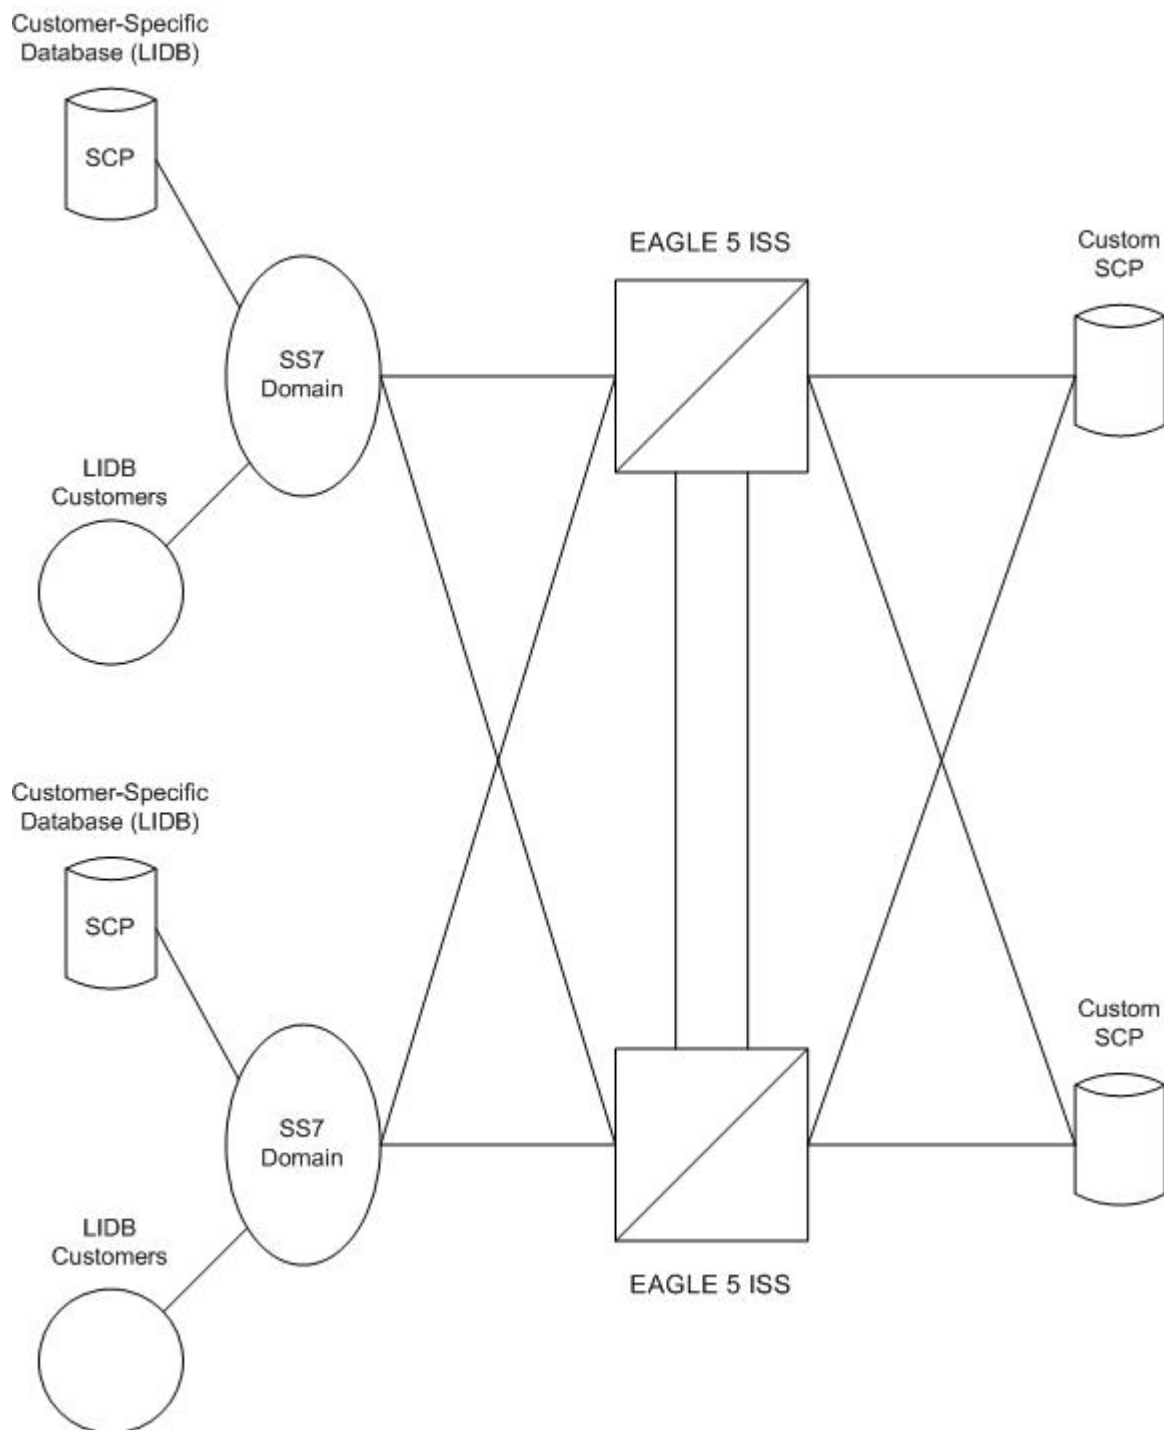 Customer-Specific
Database (LIDB)
SCP
EAGLE 5 ISS
Custom
SCP
SS7
Domain
LIDB
Customers
Customer-Specific
Database (LIDB)
SCP
Custom
SCP
SS7
Domain
LIDB
Customers
EAGLE 5 ISS